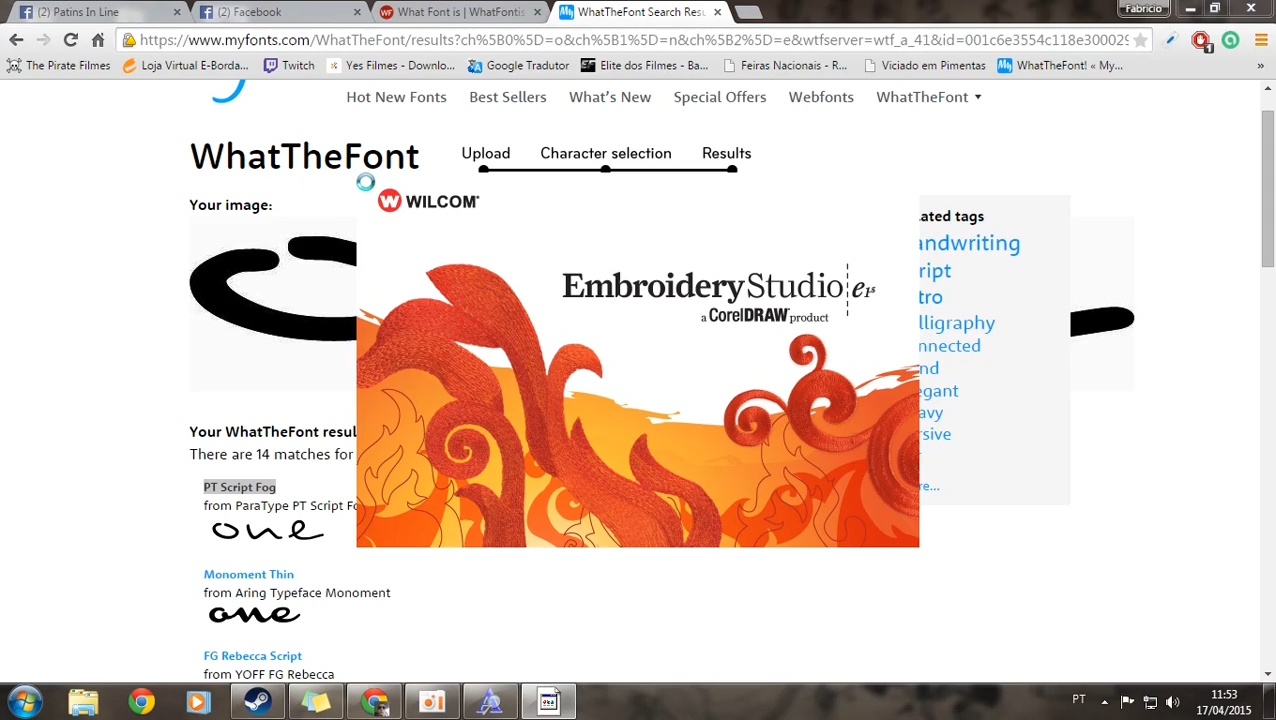 (2) Patins In Line
(2) Facebook
What Font is | WhatFontis
WhatTheFont Search Resu
Fabricio
https://www.myfonts.com/WhatTheFont/results?ch%5B0%5D=o&ch%5B1%5D=n&ch%5B2%5D=e&wtfserver=wtf_a_41&id=001c6e3554c118e300029
The Pirate Filmes
Loja Virtual E-Borda...
Twitch
Yes Filmes - Downlo...
Google Tradutor
Elite dos Filmes - Ba...
Feiras Nacionais - R...
Viciado em Pimentas
WhatTheFont! « My...
»
Hot New Fonts
Best Sellers
What's New
Special Offers
Webfonts
WhatTheFont
WhatTheFont
Upload
Character selection
Results
Your image:
WILCOM®
EmbroideryStudio e1.5
a CorelDRAW® product
ated tags
andwriting
ript
tro
lligraphy
nnected
nd
egant
avy
rsive
re...
Your WhatTheFont resul
There are 14 matches for
PT Script Fog
from ParaType PT Script Fo
one
Monoment Thin
from Aring Typeface Monoment
one
FG Rebecca Script
from YOFF FG Rebecca
PT
11:53
17/04/2015